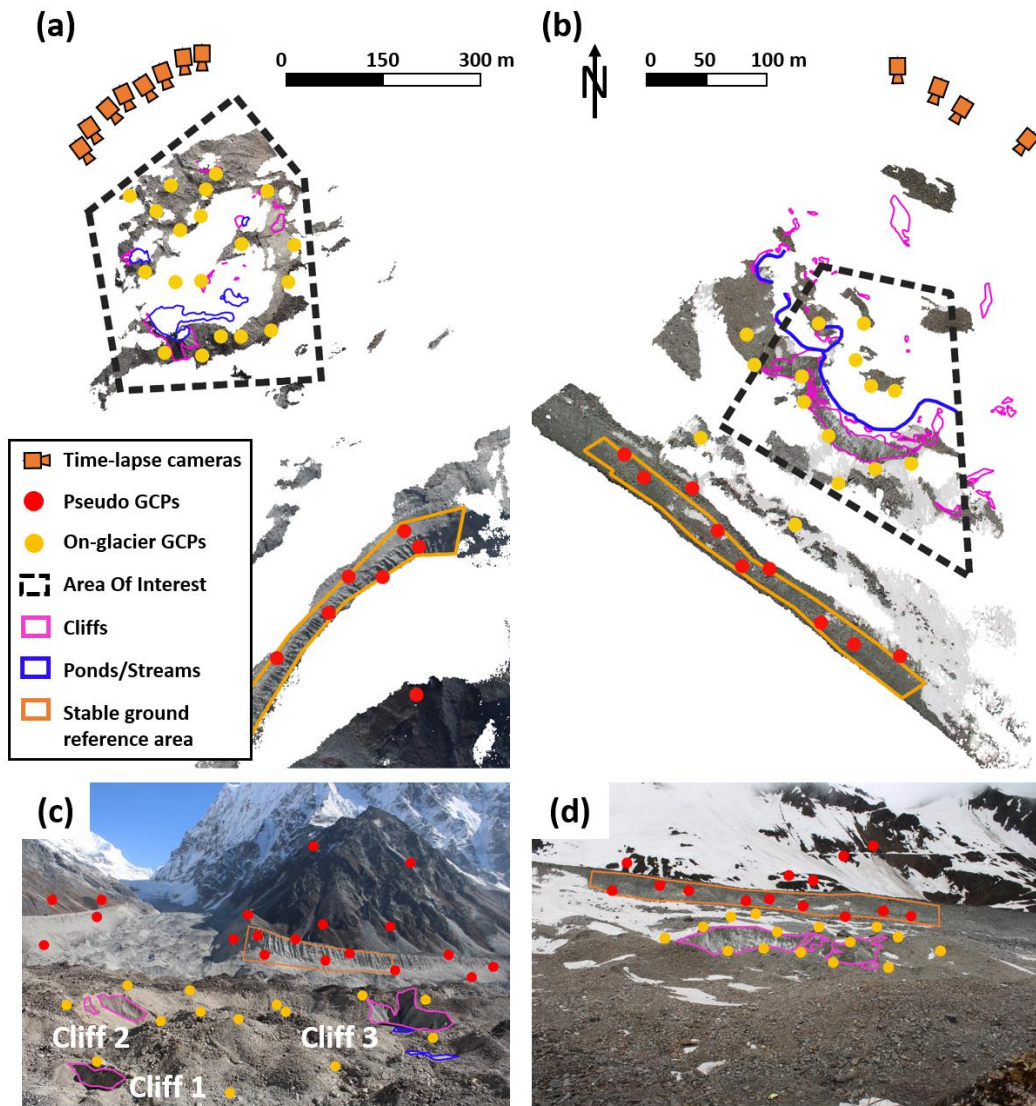 (a)
0 150 300 m
(b)
N
0 50 100 m
Time-lapse cameras
Pseudo GCPs
On-glacier GCPs
Area Of Interest
Cliffs
Ponds/Streams
Stable ground
reference area
(c)
Cliff 2
Cliff 3
Cliff 1
(d)